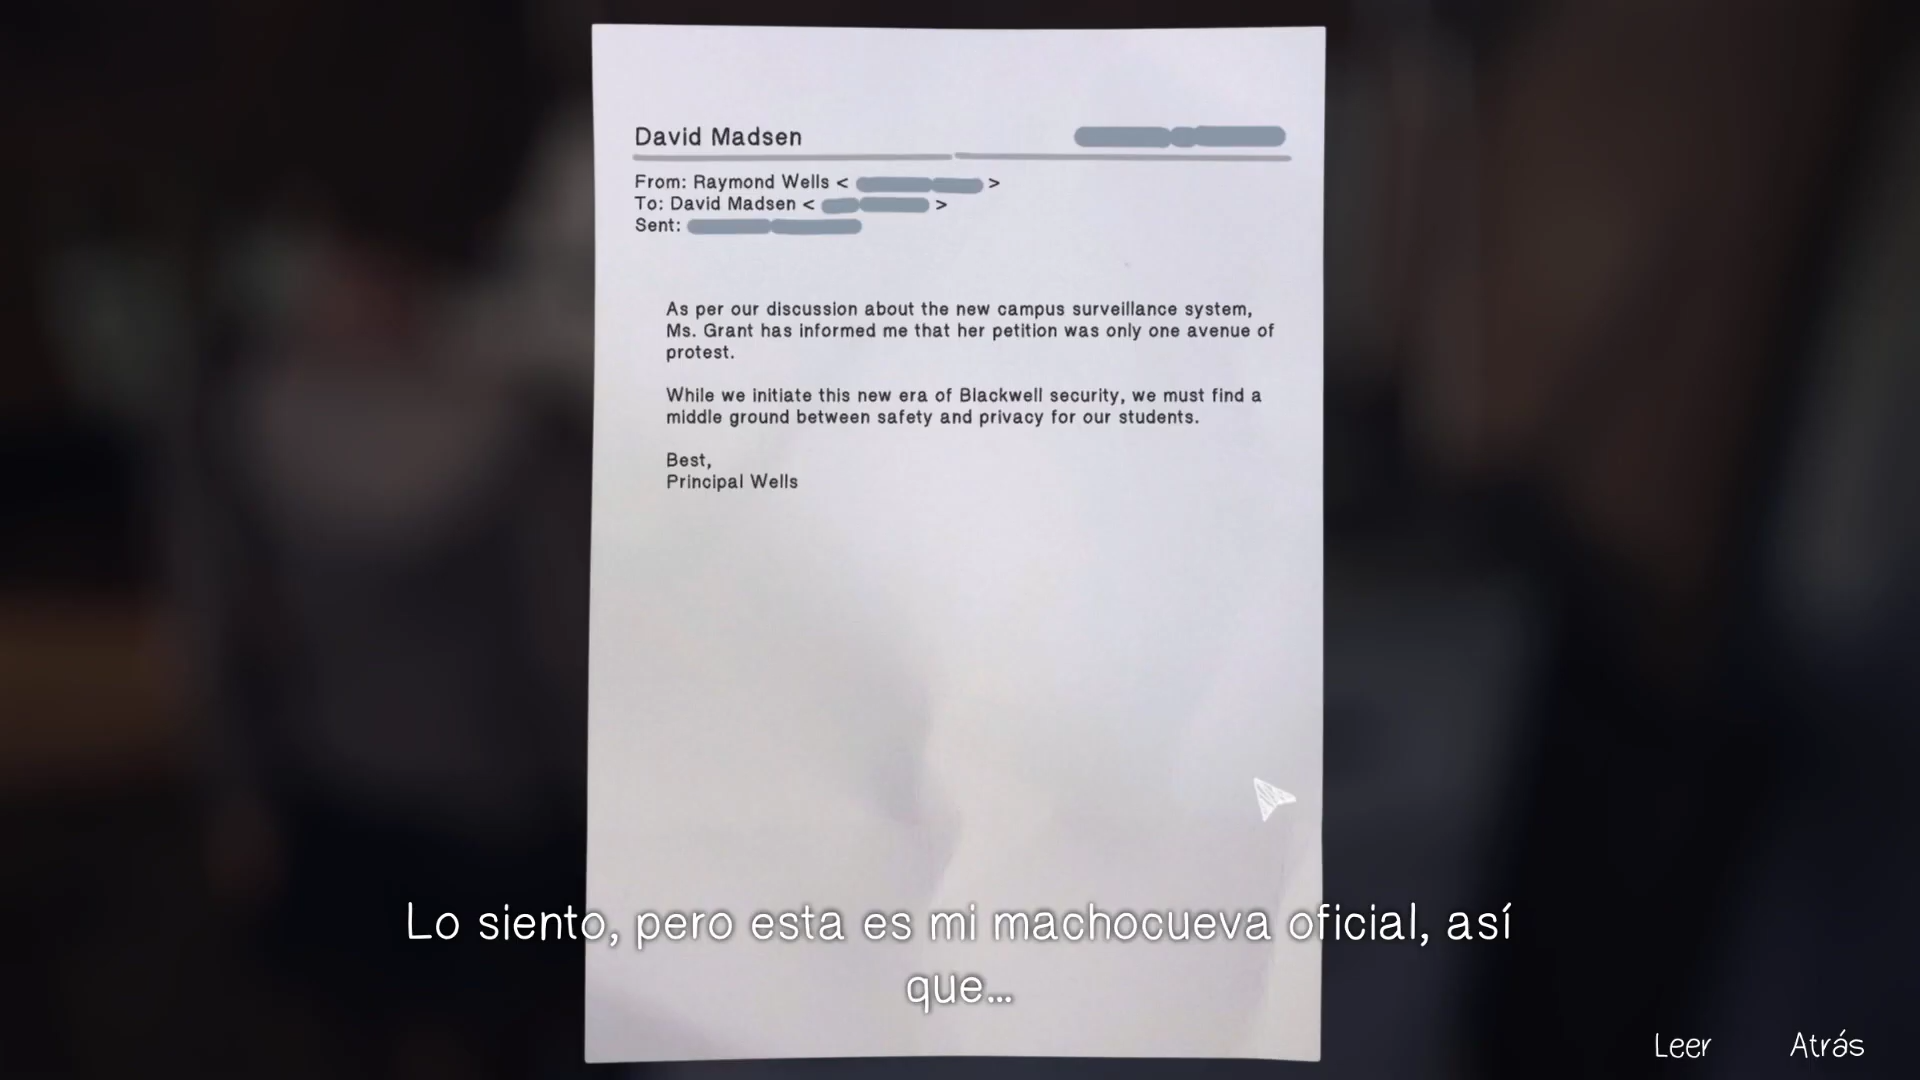 David Madsen
From: Raymond Wells < >
To: David Madsen < >
Sent:
As per our discussion about the new campus surveillance system,
Ms. Grant has informed me that her petition was only one avenue of
protest.
While we initiate this new era of Blackwell security, we must find a
middle ground between safety and privacy for our students.
Best,
Principal Wells
Lo siento, pero esta es mi machocueva oficial, así
que...
Leer Atrás